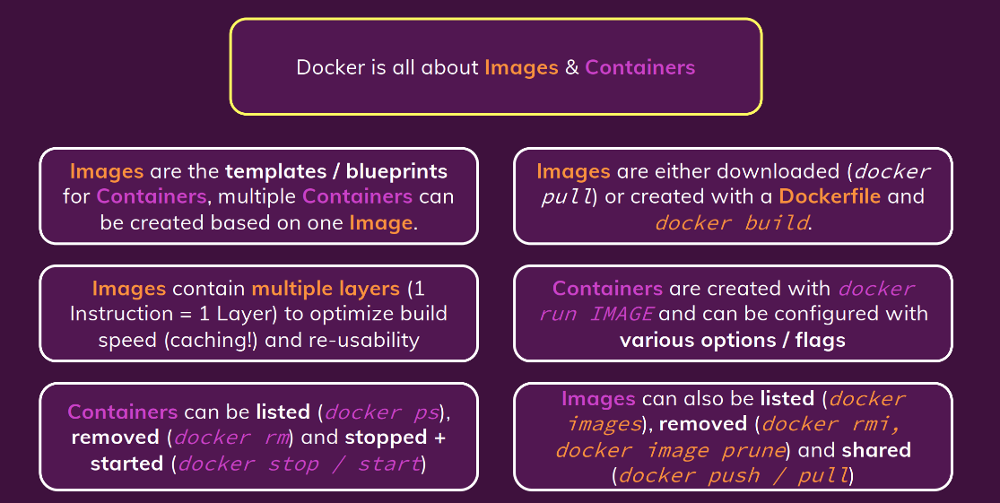 Docker is all about Images & Containers
Images are the templates / blueprints
for Containers, multiple Containers can
be created based on one Image.
Images are either downloaded (docker
pull) or created with a Dockerfile and
docker build.
Images contain multiple layers (1
Instruction = 1 Layer) to optimize build
speed (caching!) and re-usability
Containers are created with docker
run IMAGE and can be configured with
various options / flags
Containers can be listed (docker ps),
removed (docker rm) and stopped +
started (docker stop / start)
Images can also be listed (docker
images), removed (docker rmi,
docker image prune) and shared
(docker push / pull)